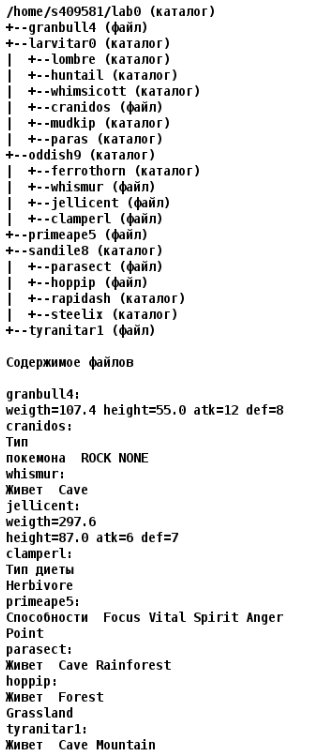 /home/s409581/lab0 (каталог)
+--granbull4 (файл)
+--larvitar0 (каталог)
|  +--lombre (каталог)
|  +--huntail (каталог)
|  +--whimsicott (каталог)
|  +--cranidos (файл)
|  +--mudkip (каталог)
|  +--paras (каталог)
+--oddish9 (каталог)
|  +--ferrothorn (каталог)
|  +--whismur (файл)
|  +--jellicent (файл)
|  +--clamperl (файл)
+--primeape5 (файл)
+--sandile8 (каталог)
|  +--parasect (файл)
|  +--hoppip (файл)
|  +--rapidash (каталог)
|  +--steelix (каталог)
+--tyranitar1 (файл)

Содержимое файлов

granbull4:
weigth=107.4 height=55.0 atk=12 def=8
cranidos:
Тип
покемона  ROCK NONE
whismur:
Живет  Cave
jellicent:
weigth=297.6
height=87.0 atk=6 def=7
clamperl:
Тип диеты
Herbivore
primeape5:
Способности  Focus Vital Spirit Anger
Point
parasect:
Живет  Cave Rainforest
hoppip:
Живет  Forest
Grassland
tyranitar1:
Живет  Cave Mountain